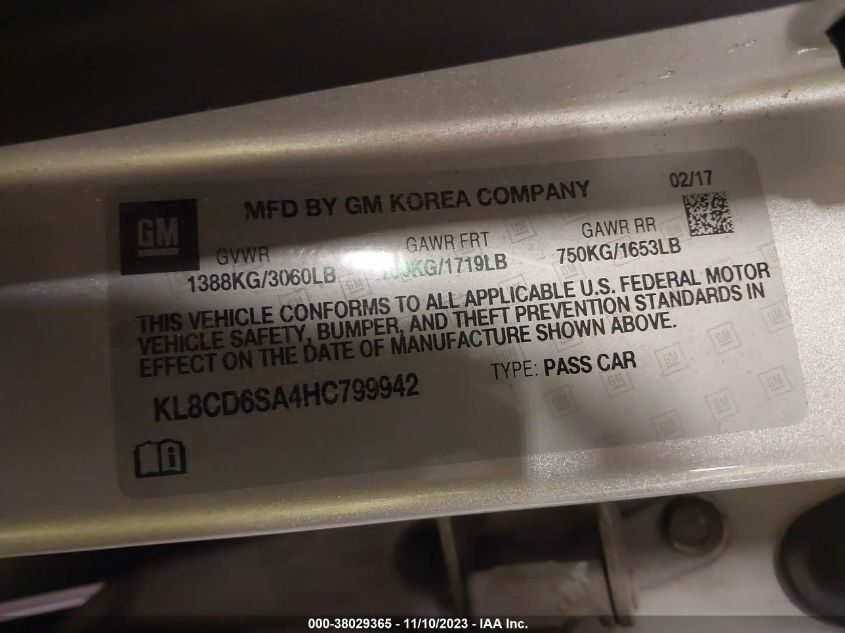 MFD BY GM KOREA COMPANY
02/17
GM
GVWR
GAWR FRT
GAWR RR
1388KG/3060LB
KG/1719LB
750KG/1653LB
THIS VEHICLE CONFORMS TO ALL APPLICABLE U.S. FEDERAL MOTOR
VEHICLE SAFETY, BUMPER, AND THEFT PREVENTION STANDARDS IN
EFFECT ON THE DATE OF MANUFACTURE SHOWN ABOVE.
KL8CD6SA4HC799942
TYPE: PASS CAR
000-38029365 - 11/10/2023 - IAA Inc.